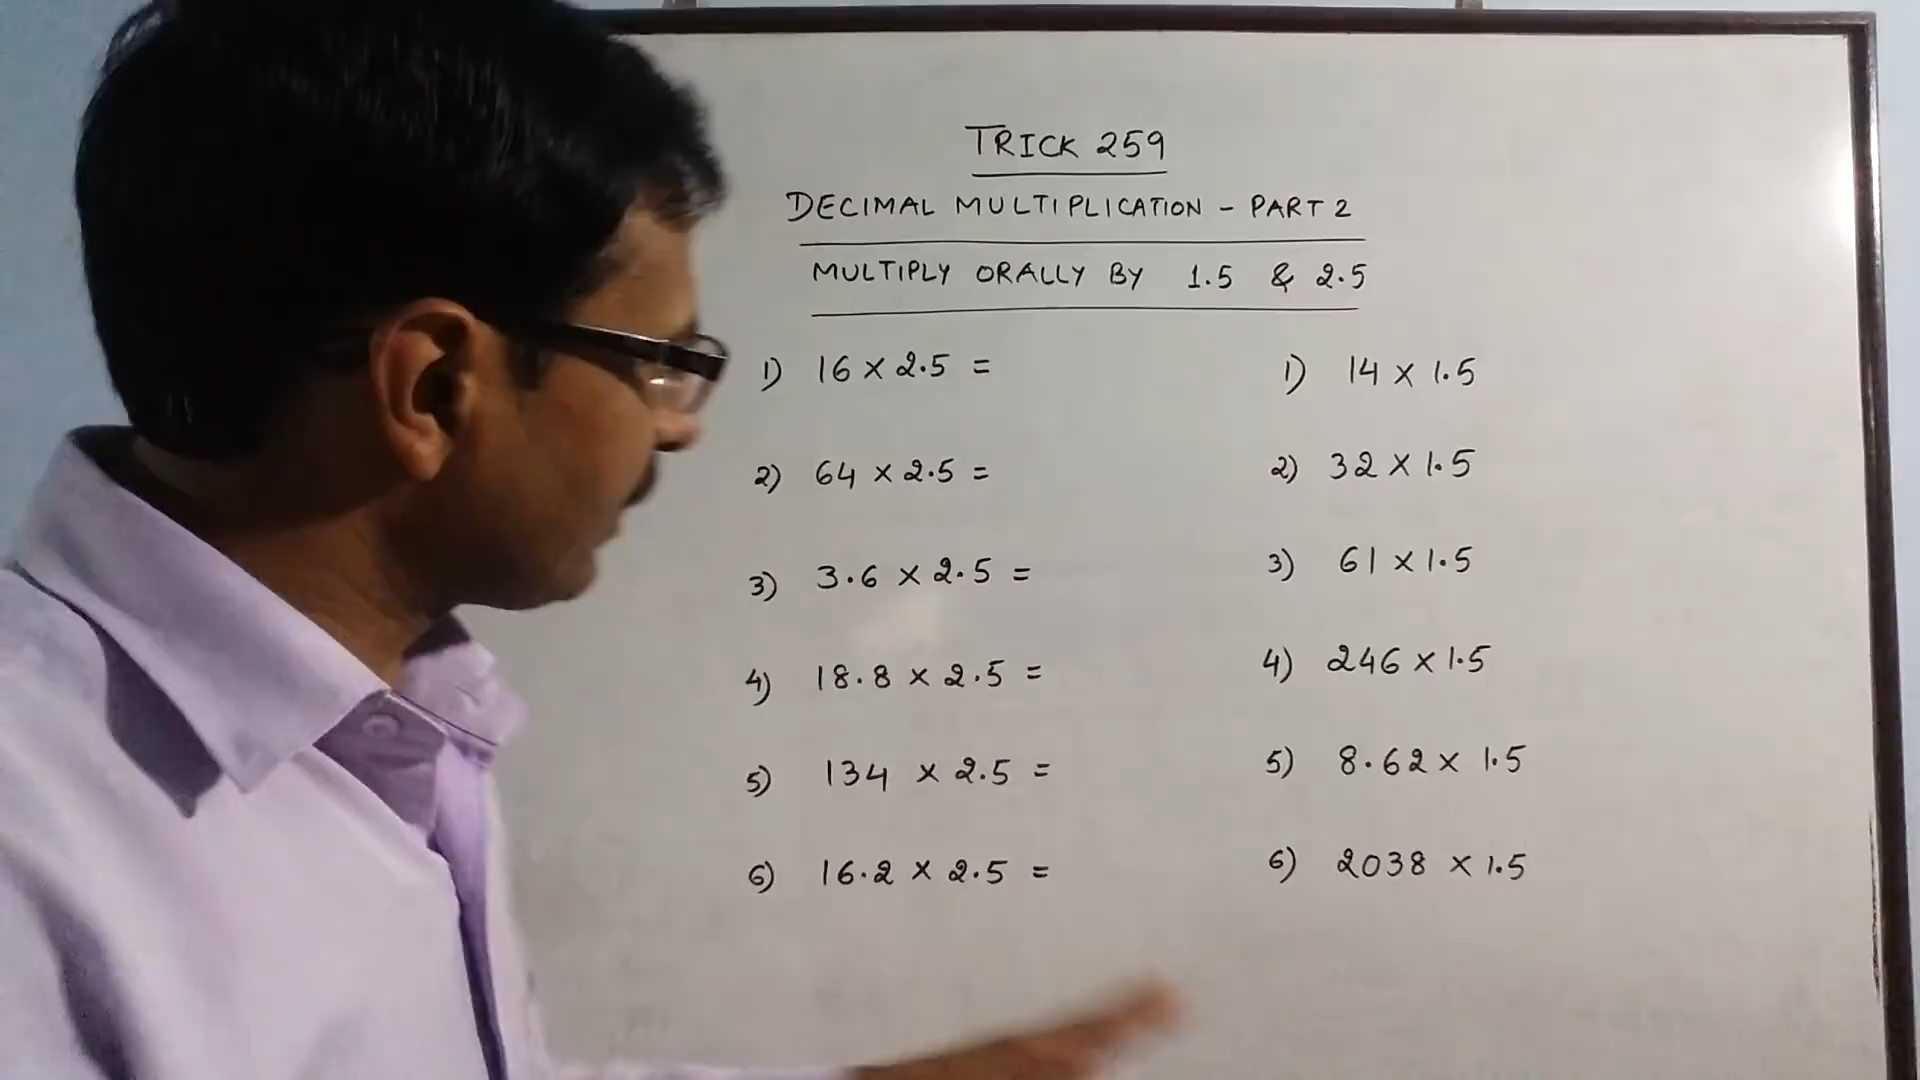 TRICK 259
DECIMAL MULTIPLICATION - PART 2
MULTIPLY ORALLY BY 1.5 & 2.5
1) 16 × 2.5 =
2) 64 × 2.5 =
3) 3.6 × 2.5 =
4) 18.8 × 2.5 =
5) 134 × 2.5 =
6) 16.2 × 2.5 =
1) 14 × 1.5
2) 32 × 1.5
3) 61 × 1.5
4) 246 × 1.5
5) 8.62 × 1.5
6) 2038 × 1.5